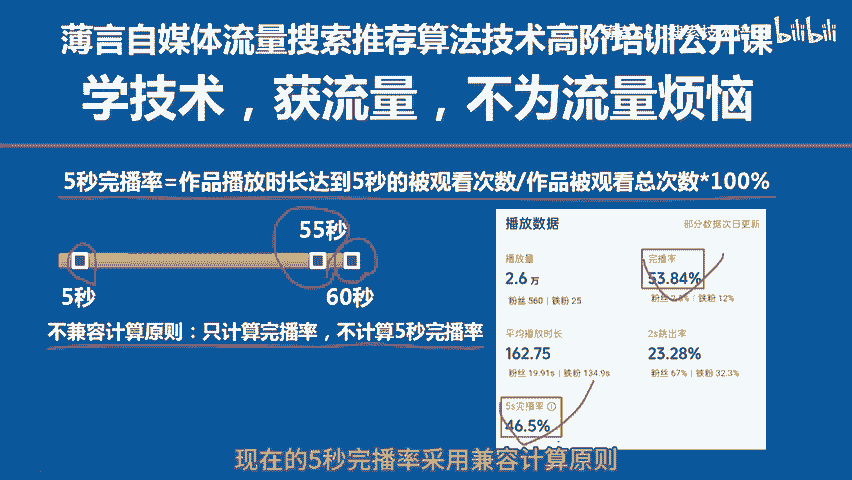 bilibili
薄言自媒体流量搜索推荐算法技术高阶培训公开课
学技术，获流量，不为流量烦恼
5秒完播率=作品播放时长达到5秒的被观看次数/作品被观看总次数*100%
55秒
5秒
60秒
不兼容计算原则：只计算完播率，不计算5秒完播率
播放数据
部分数据次日更新
播放量
完播率
2.6 万
53.84%
粉丝 560 | 铁粉 25
铁粉 12%
平均播放时长
2s跳出率
162.75
23.28%
粉丝 19.91s | 铁粉 134.9s
粉丝 67% | 铁粉 32.3%
5s完播率
46.5%
现在的5秒完播率采用兼容计算原则